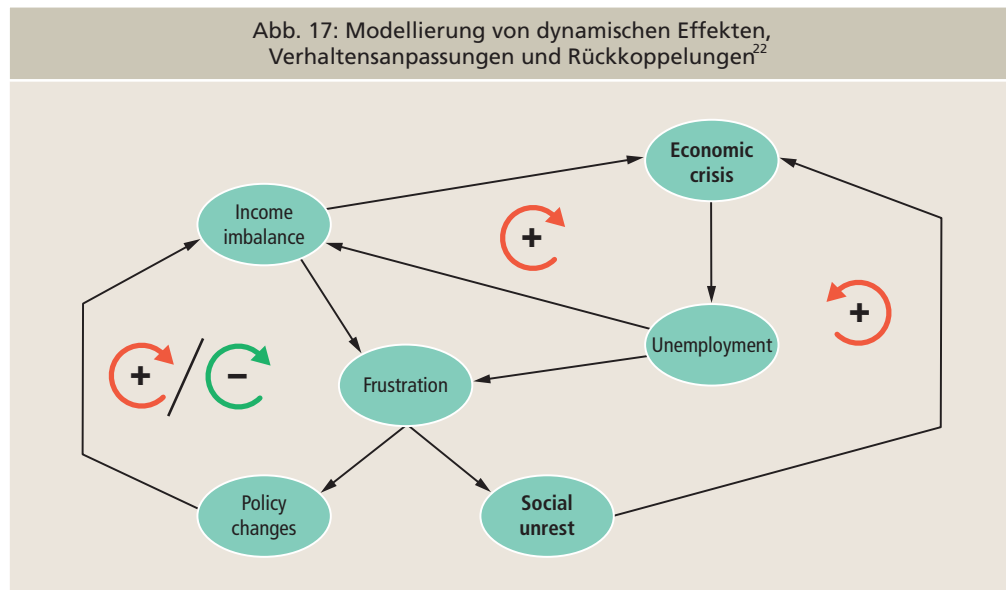 Abb. 17: Modellierung von dynamischen Effekten,
Verhaltensanpassungen und Rückkoppelungen22
Economic
crisis
Income
imbalance
+
+
Unemployment
+
/
−
Frustration
Policy
changes
Social
unrest